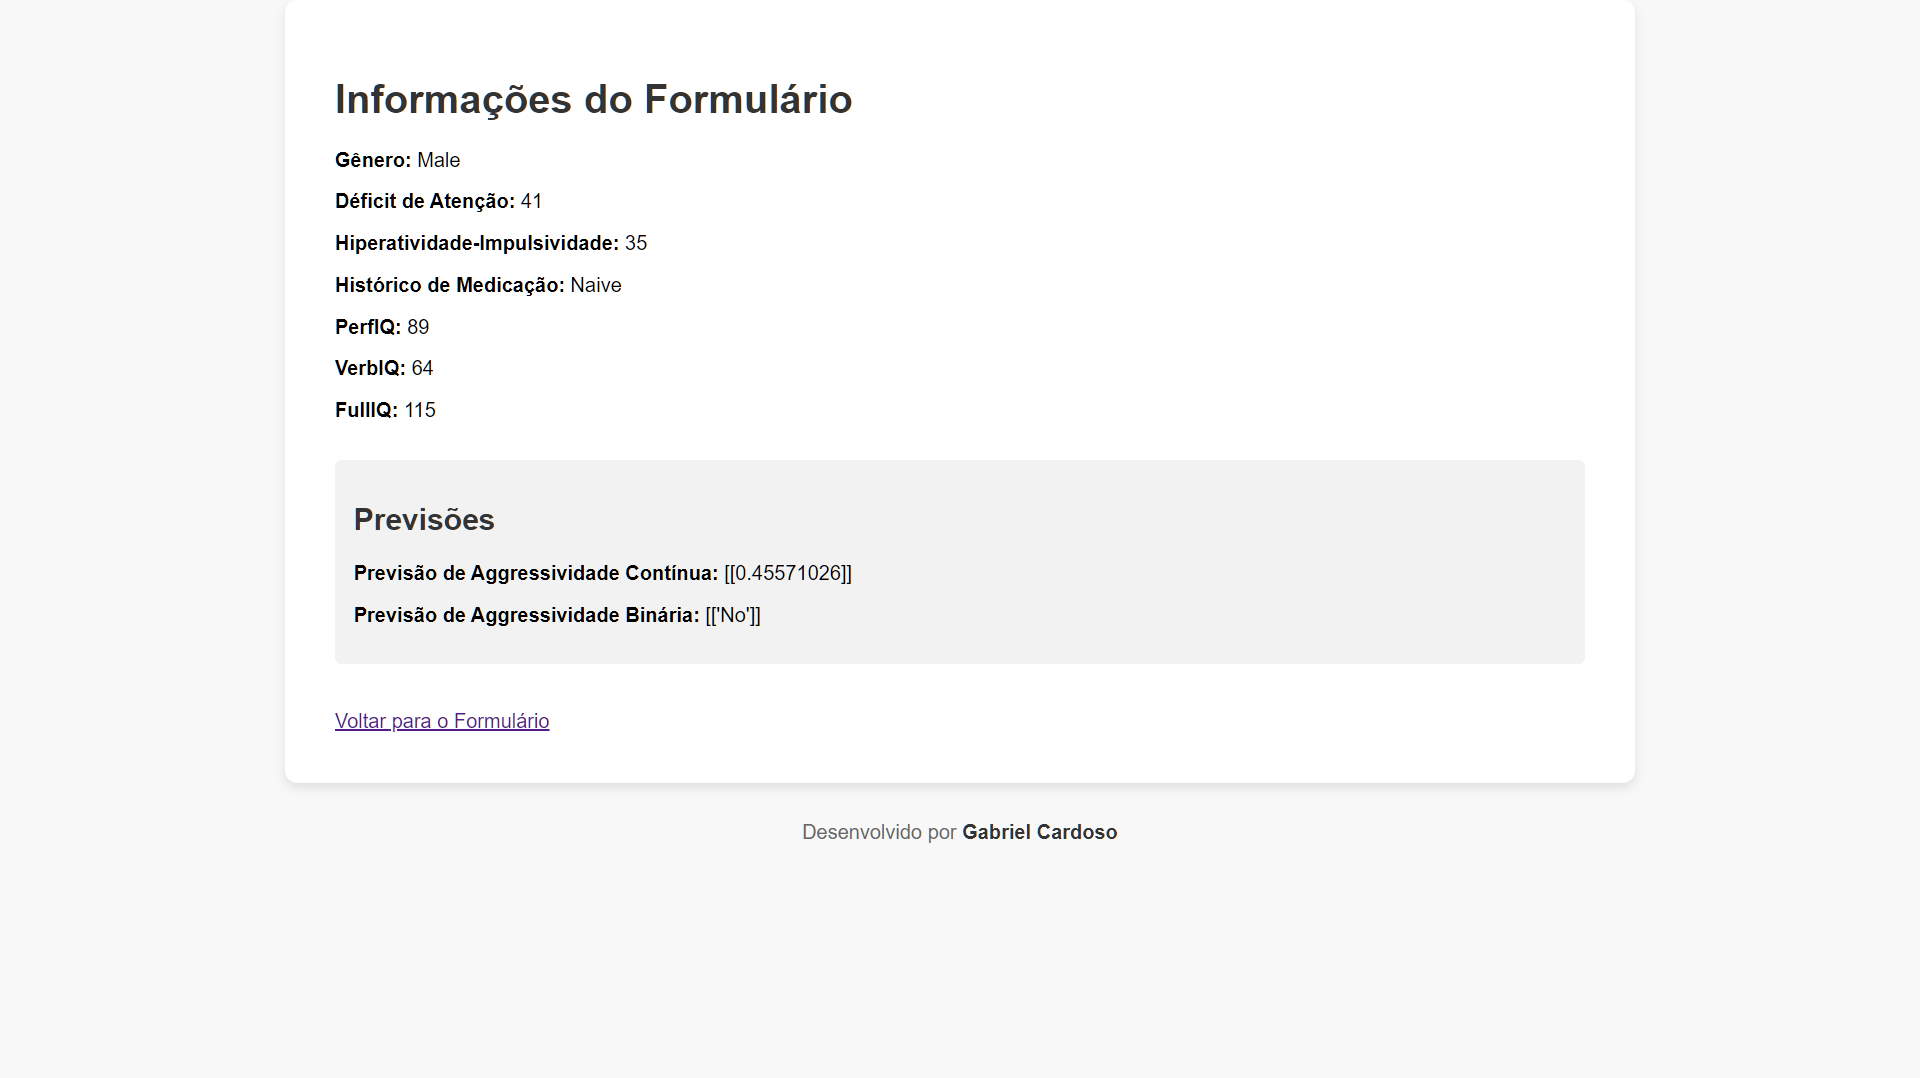 Informações do Formulário
Gênero: Male
Déficit de Atenção: 41
Hiperatividade-Impulsividade: 35
Histórico de Medicação: Naive
PerfIQ: 89
VerbIQ: 64
FullIQ: 115
Previsões
Previsão de Aggressividade Contínua: [[0.45571026]]
Previsão de Aggressividade Binária: [['No']]
Voltar para o Formulário
Desenvolvido por Gabriel Cardoso